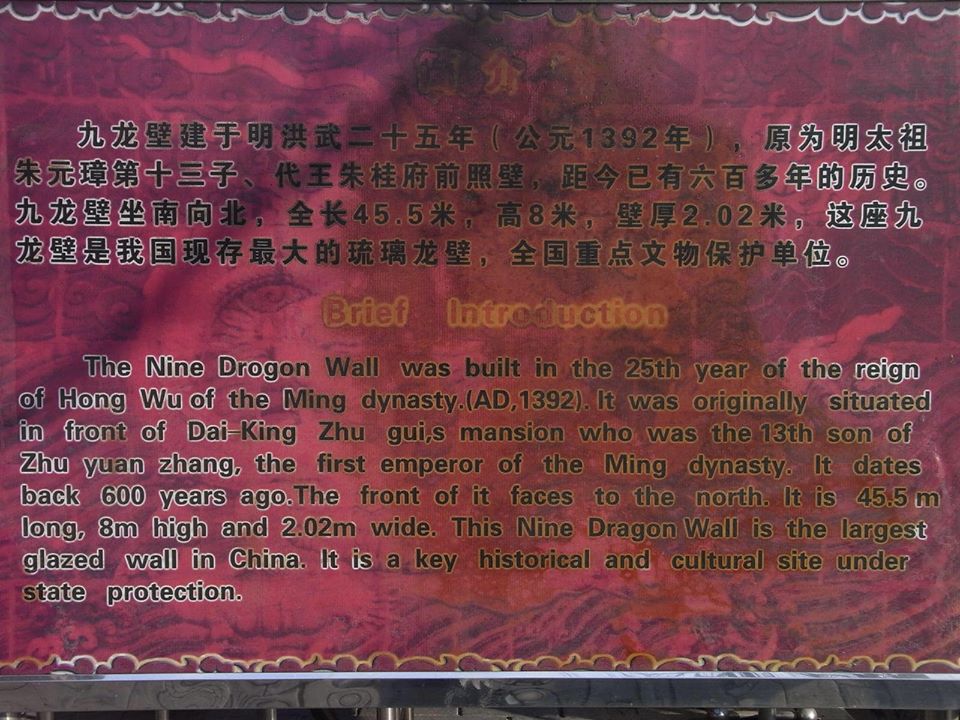 简介
九龙壁建于明洪武二十五年（公元1392年），原为明太祖
朱元璋第十三子、代王朱桂府前照壁，距今已有六百多年的历史。
九龙壁坐南向北，全长45.5米，高8米，壁厚2.02米，这座九
龙壁是我国现存最大的琉璃龙壁，全国重点文物保护单位。
Brief Introduction
The Nine Drogon Wall was built in the 25th year of the reign
of Hong Wu of the Ming dynasty.(AD,1392). It was originally situated
in front of Dai-King Zhu gui,s mansion who was the 13th son of
Zhu yuan zhang, the first emperor of the Ming dynasty. It dates
back 600 years ago.The front of it faces to the north. It is 45.5 m
long, 8m high and 2.02m wide. This Nine Dragon Wall is the largest
glazed wall in China. It is a key historical and cultural site under
state protection.